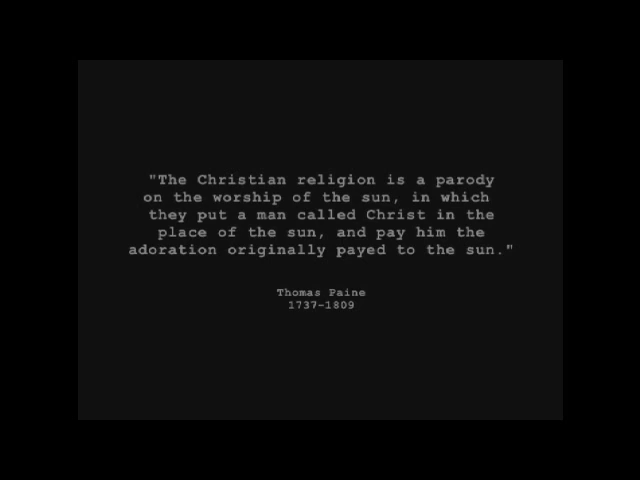 "The Christian religion is a parody
on the worship of the sun, in which
they put a man called Christ in the
place of the sun, and pay him the
adoration originally payed to the sun."
Thomas Paine
1737-1809